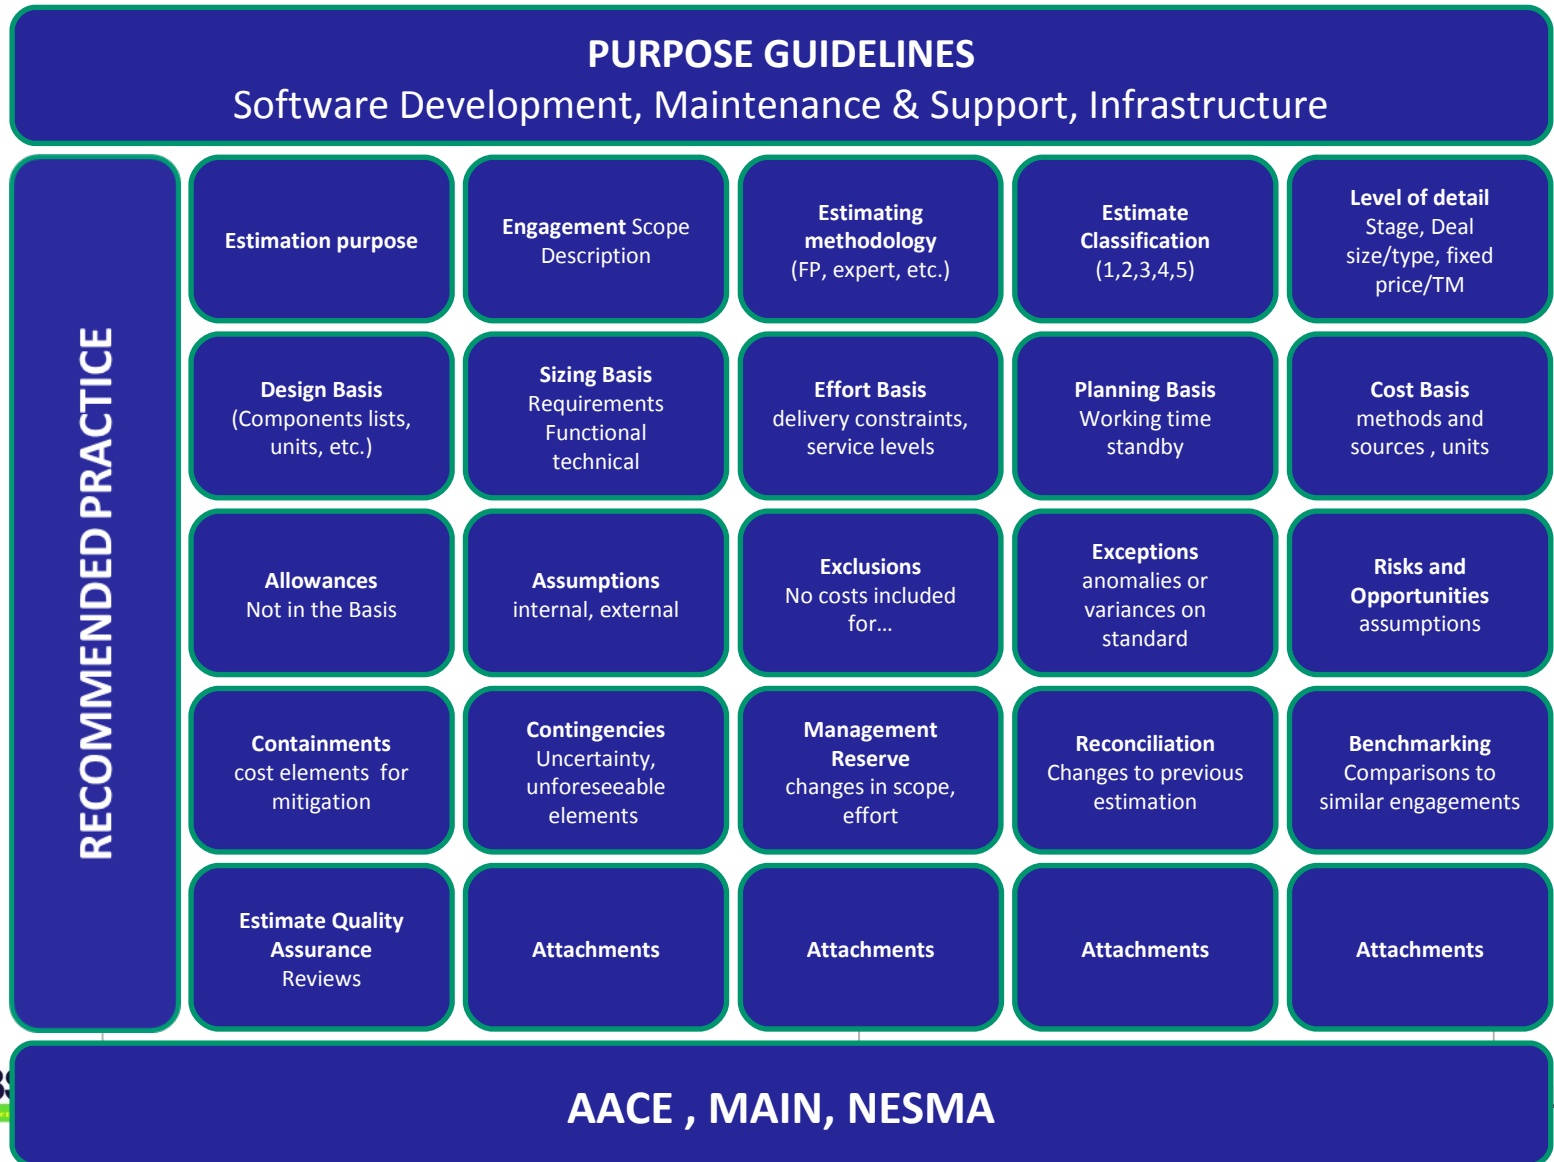 PURPOSE GUIDELINES
Software Development, Maintenance & Support, Infrastructure
RECOMMENDED PRACTICE
Estimation purpose
Engagement Scope
Description
Estimating
methodology
(FP, expert, etc.)
Estimate
Classification
(1,2,3,4,5)
Level of detail
Stage, Deal
size/type, fixed
price/TM
Design Basis
(Components lists,
units, etc.)
Sizing Basis
Requirements
Functional
technical
Effort Basis
delivery constraints,
service levels
Planning Basis
Working time
standby
Cost Basis
methods and
sources , units
Allowances
Not in the Basis
Assumptions
internal, external
Exclusions
No costs included
for...
Exceptions
anomalies or
variances on
standard
Risks and
Opportunities
assumptions
Containments
cost elements  for
mitigation
Contingencies
Uncertainty,
unforeseeable
elements
Management
Reserve
changes in scope,
effort
Reconciliation
Changes to previous
estimation
Benchmarking
Comparisons to
similar engagements
Estimate Quality
Assurance
Reviews
Attachments
Attachments
Attachments
Attachments
AACE , MAIN, NESMA